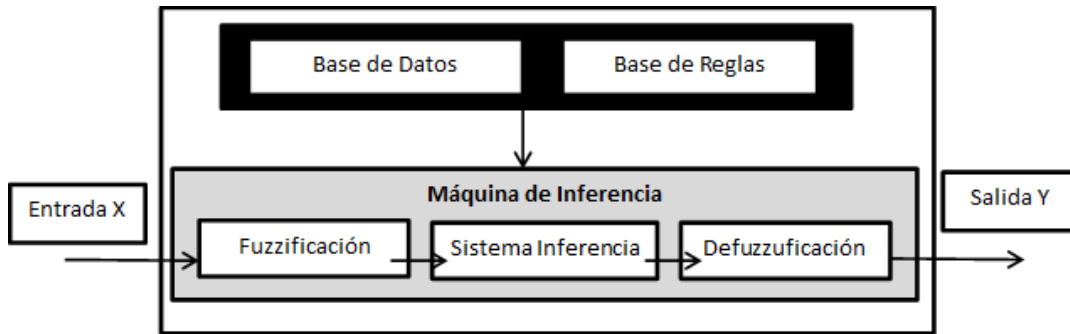 Base de Datos
Base de Reglas
Máquina de Inferencia
Entrada X
Salida Y
Fuzzificación
Sistema Inferencia
Defuzzuficación